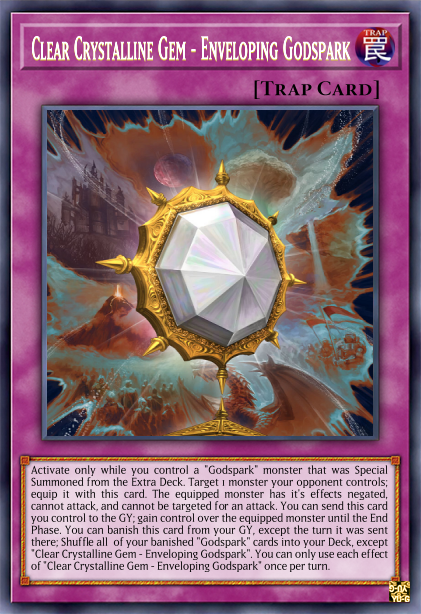 CLEAR CRYSTALLINE GEM - ENVELOPING GODSPARK
TRAP
罠
[TRAP CARD]
Activate only while you control a "Godspark" monster that was Special
Summoned from the Extra Deck. Target 1 monster your opponent controls;
equip it with this card. The equipped monster has it's effects negated,
cannot attack, and cannot be targeted for an attack. You can send this card
you control to the GY; gain control over the equipped monster until the End
Phase. You can banish this card from your GY, except the turn it was sent
there; Shuffle all of your banished "Godspark" cards into your Deck, except
"Clear Crystalline Gem - Enveloping Godspark". You can only use each effect
of "Clear Crystalline Gem - Enveloping Godspark" once per turn.